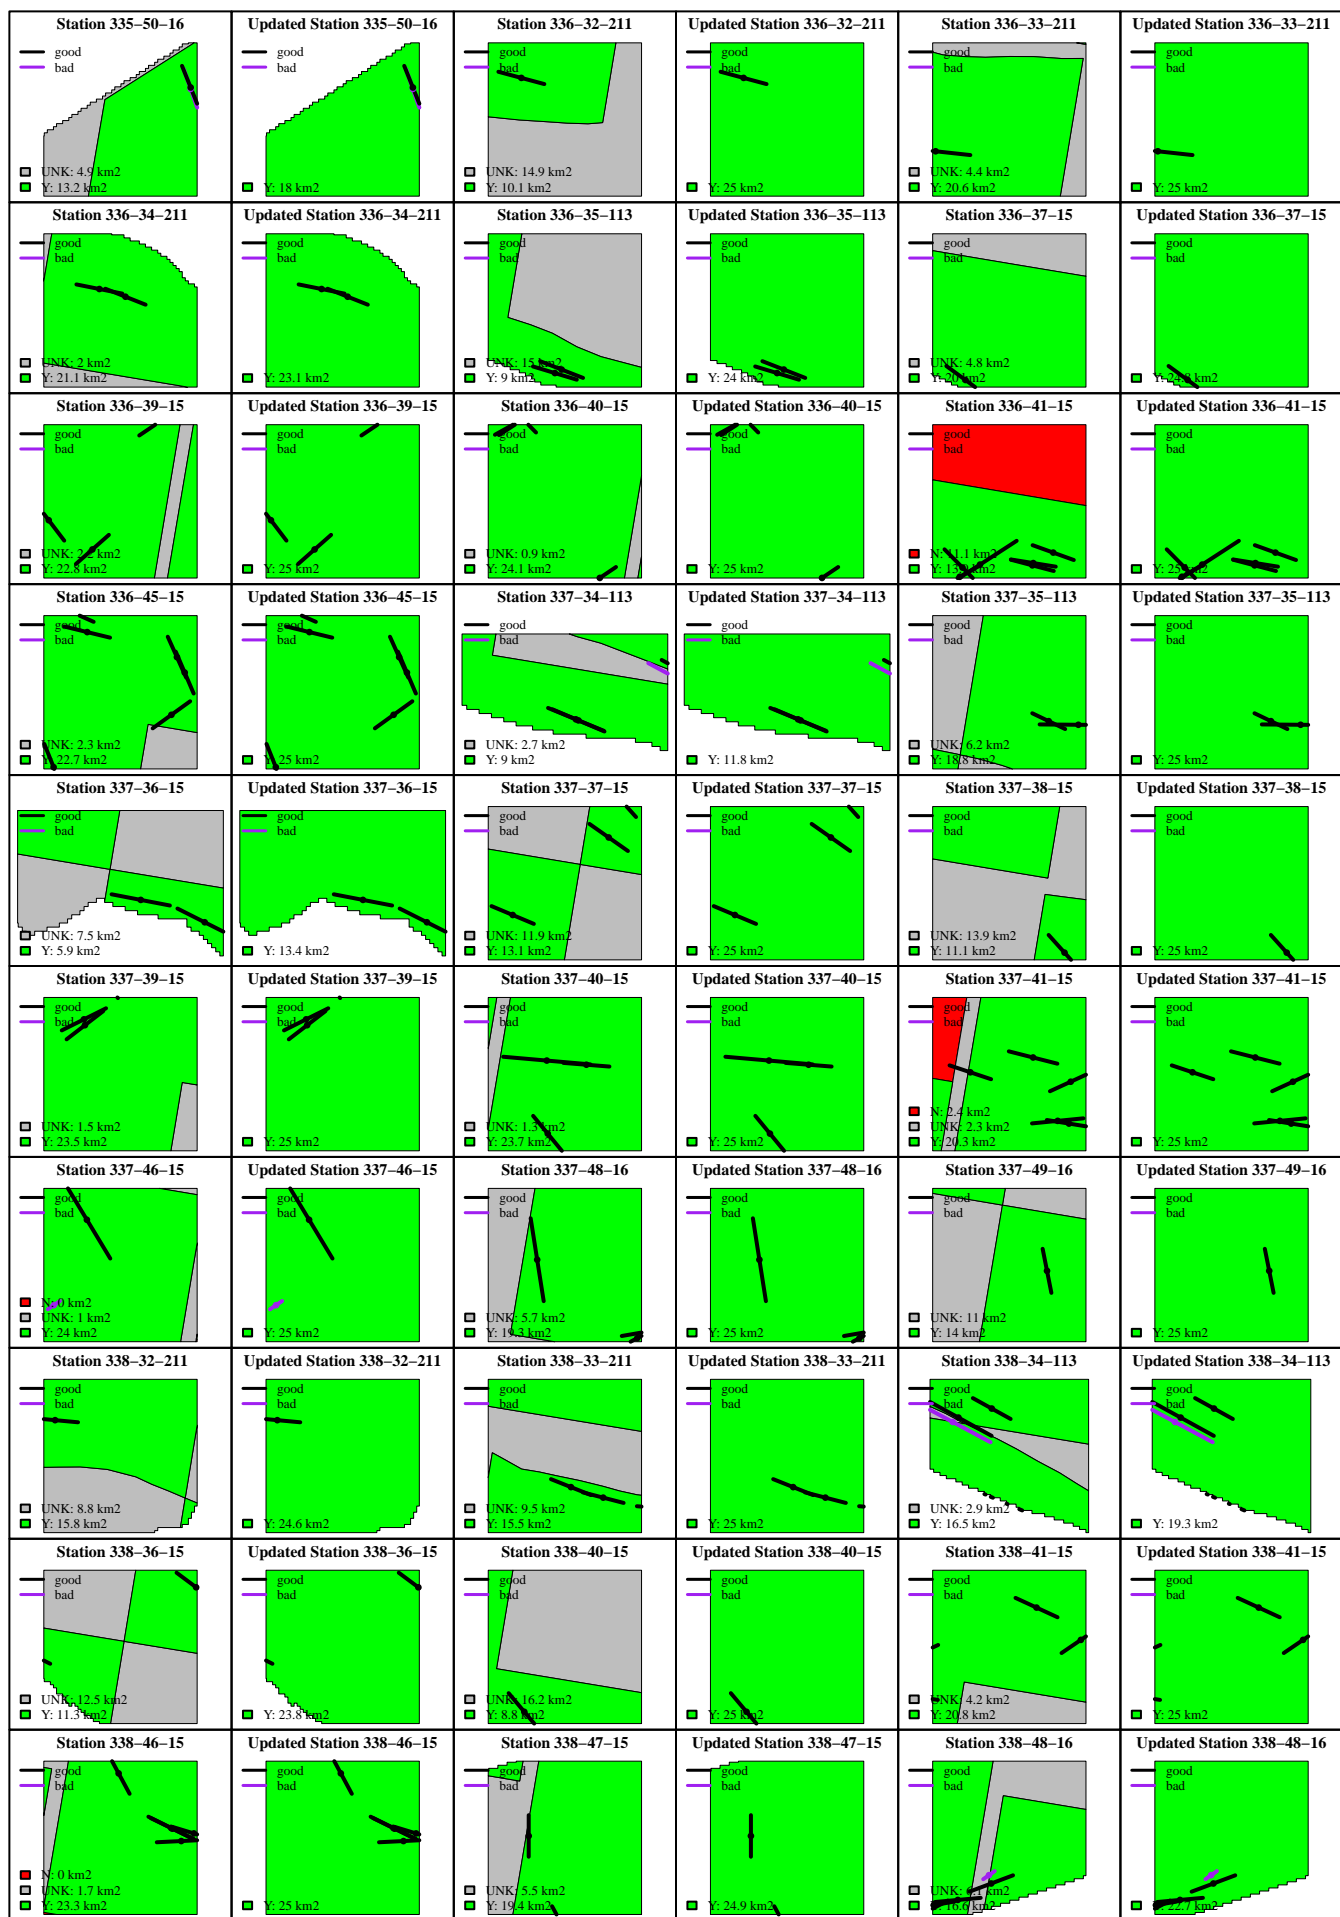 Station 335−50−16
good
bad
UNK: 4.9 km2
Y: 13.2 km2
Updated Station 335−50−16
good
bad
Y: 18 km2
Station 336−32−211
good
bad
UNK: 14.9 km2
Y: 10.1 km2
Updated Station 336−32−211
good
bad
Y: 25 km2
Station 336−33−211
good
bad
UNK: 4.4 km2
Y: 20.6 km2
Updated Station 336−33−211
good
bad
Y: 25 km2
Station 336−34−211
good
bad
UNK: 2 km2
Y: 21.1 km2
Updated Station 336−34−211
good
bad
Y: 23.1 km2
Station 336−35−113
good
bad
UNK: 15 km2
Y: 9 km2
Updated Station 336−35−113
good
bad
Y: 24 km2
Station 336−37−15
good
bad
UNK: 4.8 km2
Y: 20 km2
Updated Station 336−37−15
good
bad
Y: 24.8 km2
Station 336−39−15
good
bad
UNK: 2.2 km2
Y: 22.8 km2
Updated Station 336−39−15
good
bad
Y: 25 km2
Station 336−40−15
good
bad
UNK: 0.9 km2
Y: 24.1 km2
Updated Station 336−40−15
good
bad
Y: 25 km2
Station 336−41−15
good
bad
N: 11.1 km2
Y: km2
Updated Station 336−41−15
good
bad
Y: 25 km2
Station 336−45−15
good
bad
UNK: 2.3 km2
Y: 22.7 km2
Updated Station 336−45−15
good
bad
Y: 25 km2
Station 337−34−113
good
bad
UNK: 2.7 km2
Y: 9 km2
Updated Station 337−34−113
good
bad
Y: 11.8 km2
Station 337−35−113
good
bad
UNK: 6.2 km2
Y: 18.8 km2
Updated Station 337−35−113
good
bad
Y: 25 km2
Station 337−36−15
good
bad
UNK: 7.5 km2
Y: 5.9 km2
Updated Station 337−36−15
good
bad
Y: 13.4 km2
Station 337−37−15
good
bad
UNK: 11.9 km2
Y: 13.1 km2
Updated Station 337−37−15
good
bad
Y: 25 km2
Station 337−38−15
good
bad
UNK: 13.9 km2
Y: 11.1 km2
Updated Station 337−38−15
good
bad
Y: 25 km2
Station 337−39−15
good
bad
UNK: 1.5 km2
Y: 23.5 km2
Updated Station 337−39−15
good
bad
Y: 25 km2
Station 337−40−15
good
bad
UNK: 1.3 km2
Y: 23.7 km2
Updated Station 337−40−15
good
bad
Y: 25 km2
Station 337−41−15
good
bad
N: 2.4 km2
UNK: 2.3 km2
Y: 20.3 km2
Updated Station 337−41−15
good
bad
Y: 25 km2
Station 337−46−15
good
bad
N: 0 km2
UNK: 1 km2
Y: 24 km2
Updated Station 337−46−15
good
bad
Y: 25 km2
Station 337−48−16
good
bad
UNK: 5.7 km2
Y: 19.3 km2
Updated Station 337−48−16
good
bad
Y: 25 km2
Station 337−49−16
good
bad
UNK: 11 km2
Y: 14 km2
Updated Station 337−49−16
good
bad
Y: 25 km2
Station 338−32−211
good
bad
UNK: 8.8 km2
Y: 15.8 km2
Updated Station 338−32−211
good
bad
Y: 24.6 km2
Station 338−33−211
good
bad
UNK: 9.5 km2
Y: 15.5 km2
Updated Station 338−33−211
good
bad
Y: 25 km2
Station 338−34−113
good
bad
UNK: 2.9 km2
Y: 16.5 km2
Updated Station 338−34−113
good
bad
Y: 19.3 km2
Station 338−36−15
good
bad
UNK: 12.5 km2
Y: 11.3 km2
Updated Station 338−36−15
good
bad
Y: 23.8 km2
Station 338−40−15
good
bad
UNK: 16.2 km2
Y: 8.8 km2
Updated Station 338−40−15
good
bad
Y: 25 km2
Station 338−41−15
good
bad
UNK: 4.2 km2
Y: 20.8 km2
Updated Station 338−41−15
good
bad
Y: 25 km2
Station 338−46−15
good
bad
N: 0 km2
UNK: 1.7 km2
Y: 23.3 km2
Updated Station 338−46−15
good
bad
Y: 25 km2
Station 338−47−15
good
bad
UNK: 5.5 km2
Y: 19.4 km2
Updated Station 338−47−15
good
bad
Y: 24.9 km2
Station 338−48−16
good
bad
UNK: 6.1 km2
Y: 16.6 km2
Updated Station 338−48−16
good
bad
Y: 22.7 km2